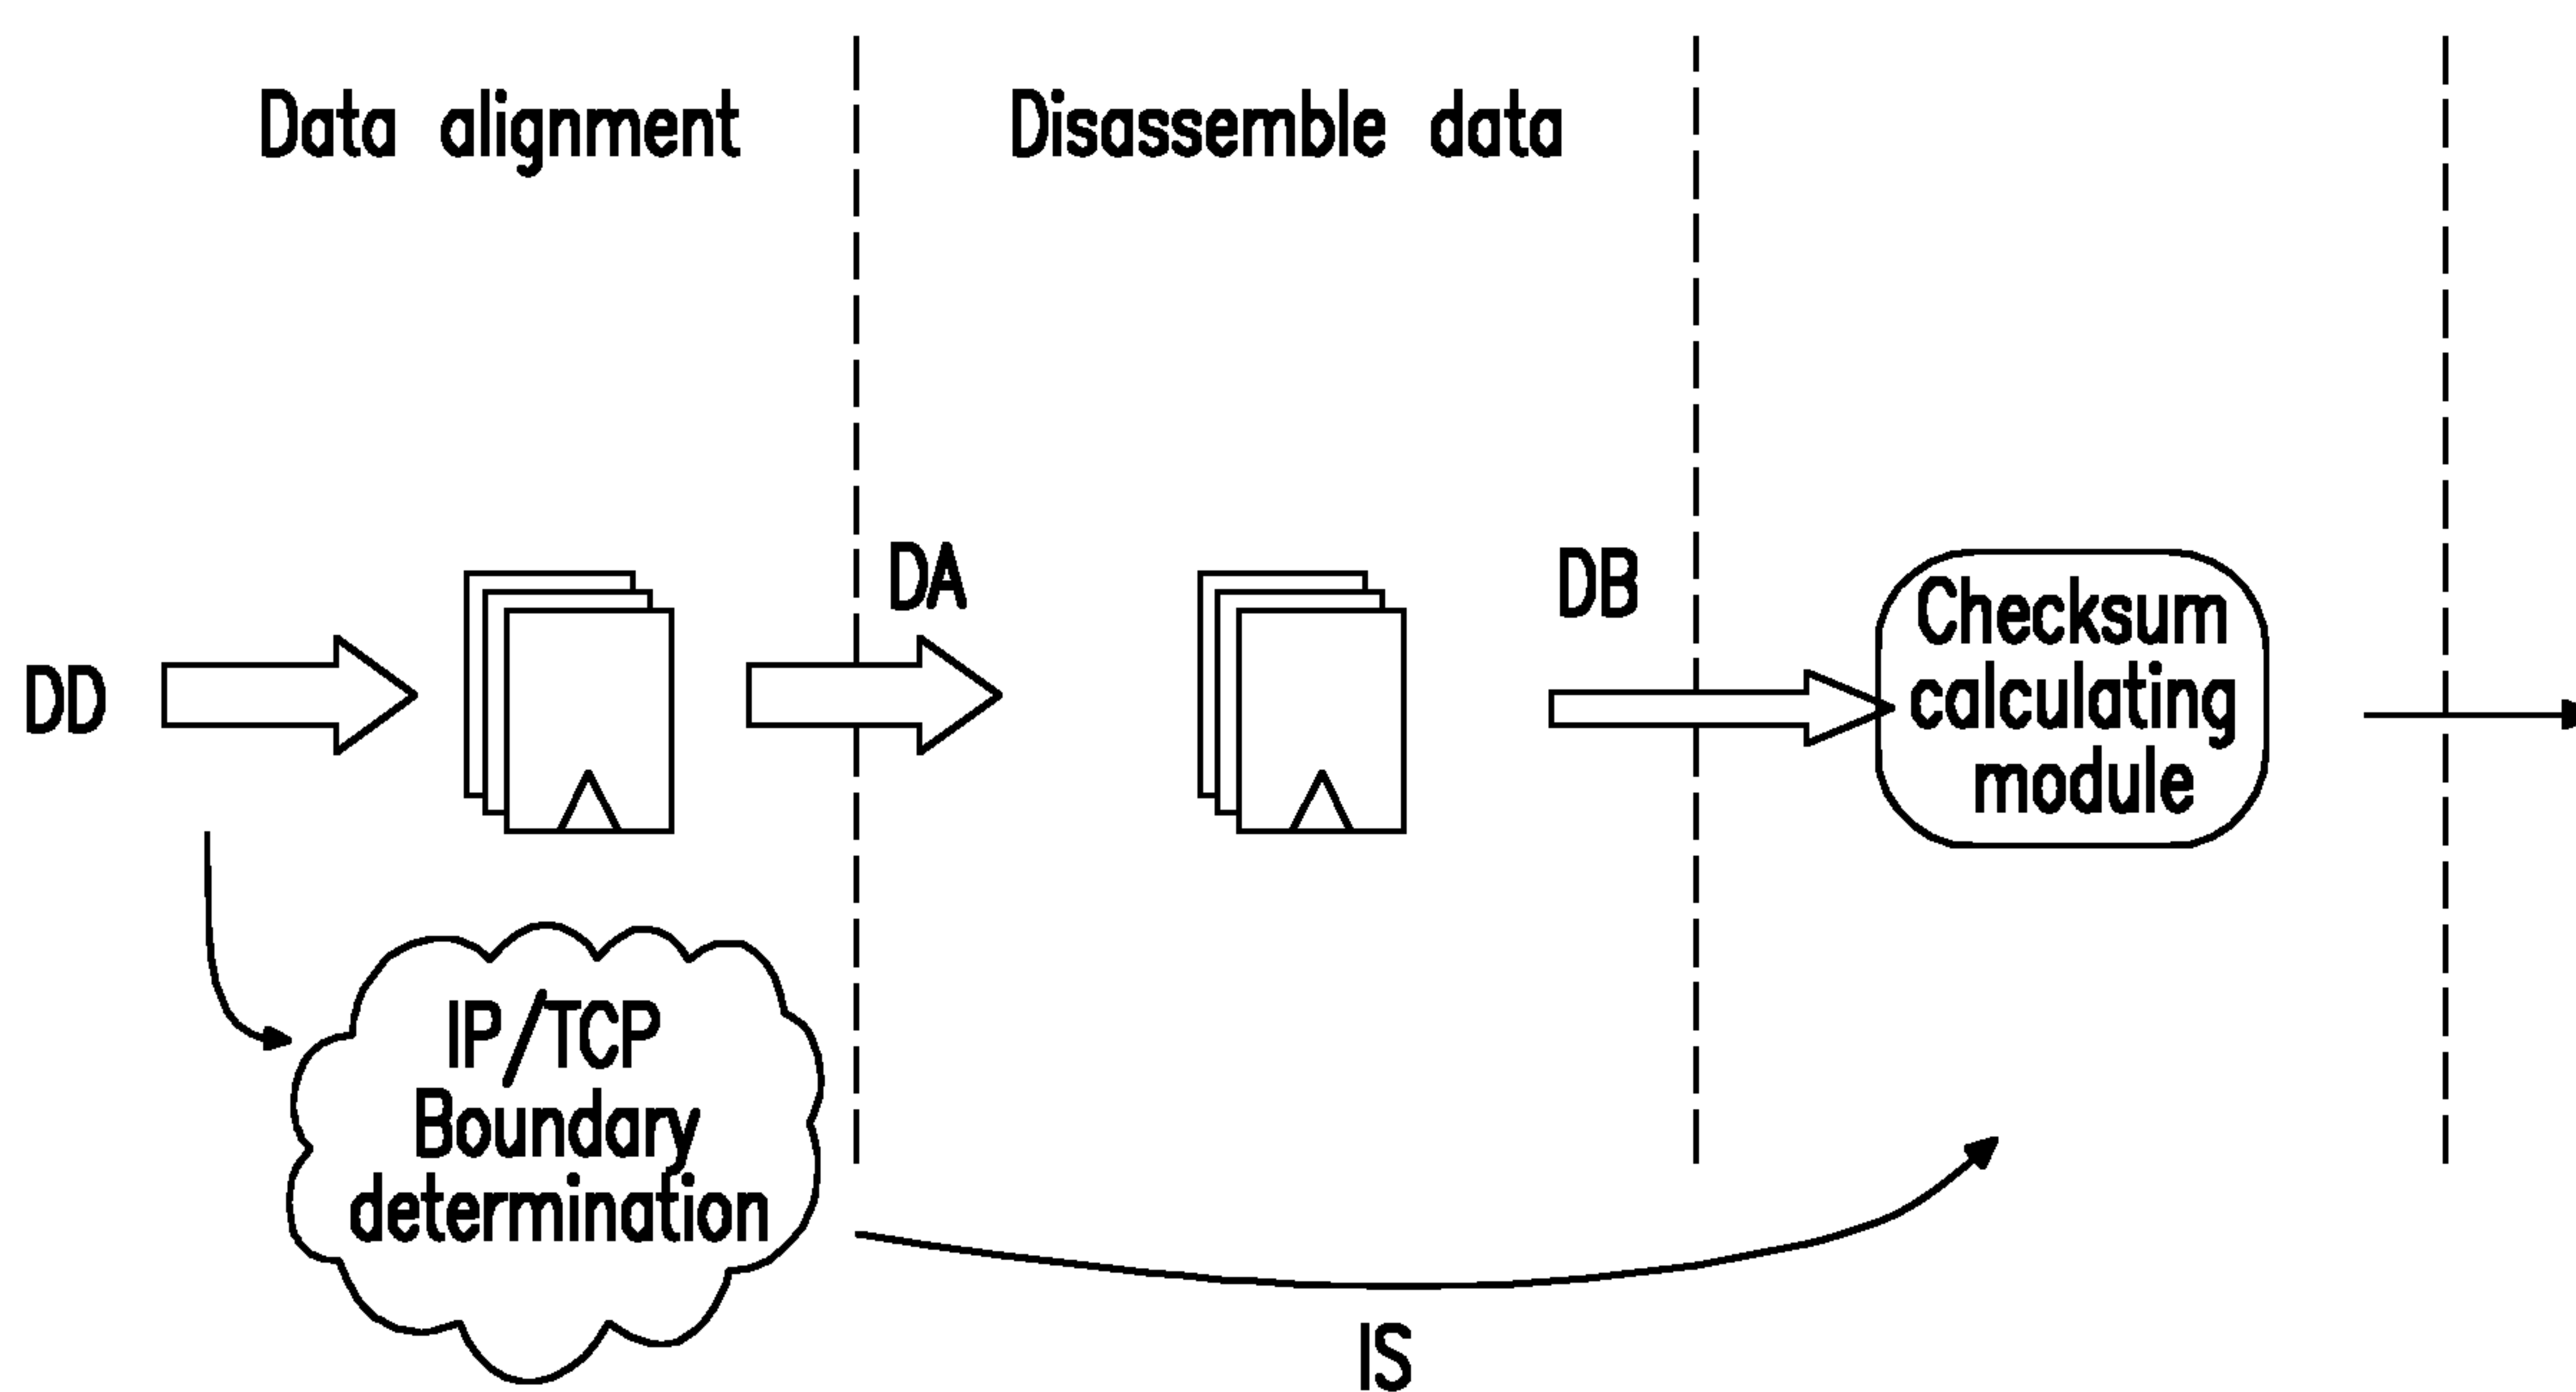 Data alignment
Disassemble data
DA
DB
DD
Checksum
calculating
module
IP/TCP
Boundary
determination
IS